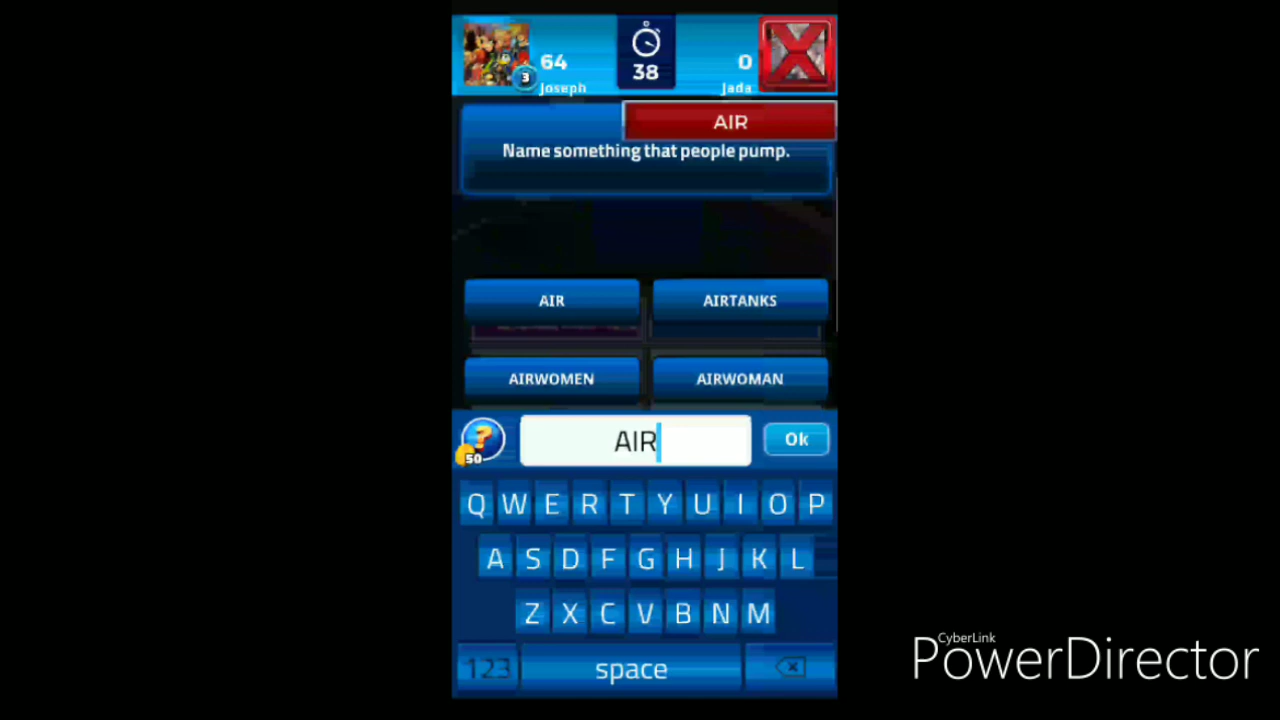 64
38
0
3
Joseph
Jada
AIR
Name something that people pump.
AIR
AIRTANKS
AIRWOMEN
AIRWOMAN
?
50
AIR
Ok
Q W E R T Y U I O P
A S D F G H J K L
Z X C V B N M
123
space
CyberLink
PowerDirector